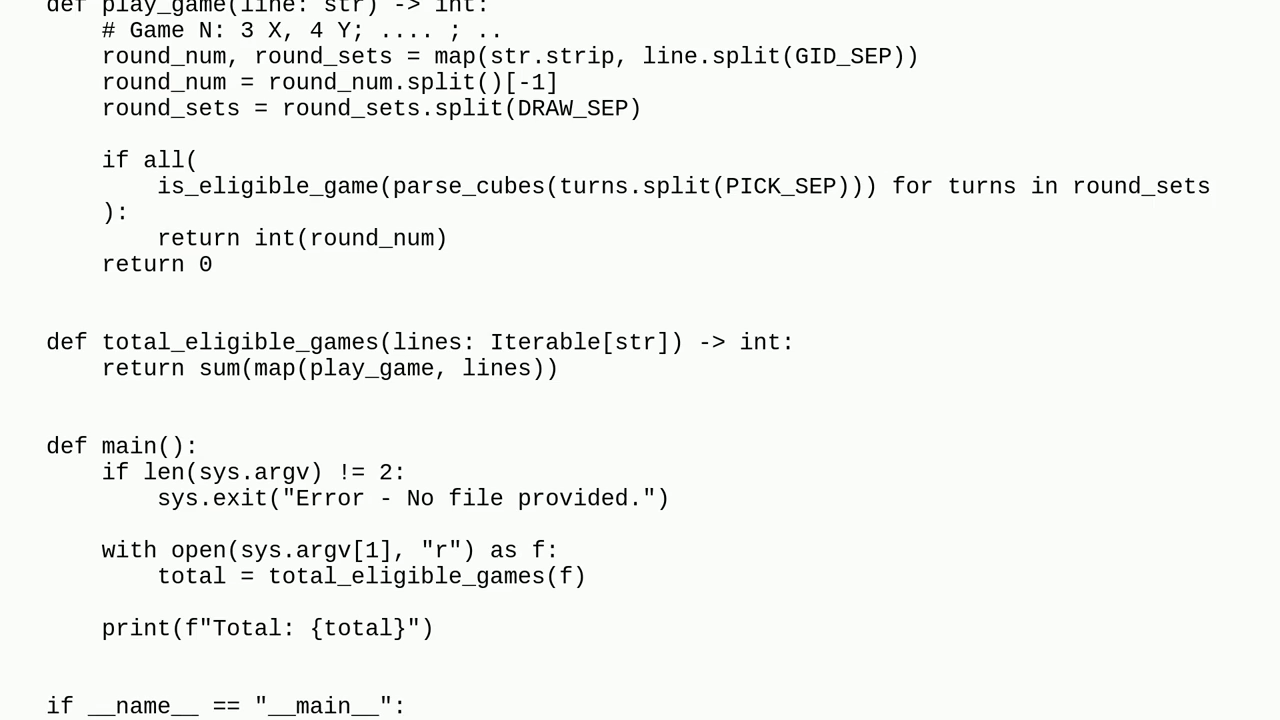 def play_game(line: str) -> int:
    # Game N: 3 X, 4 Y; .... ; ..
    round_num, round_sets = map(str.strip, line.split(GID_SEP))
    round_num = round_num.split()[-1]
    round_sets = round_sets.split(DRAW_SEP)

    if all(
        is_eligible_game(parse_cubes(turns.split(PICK_SEP))) for turns in round_sets
    ):
        return int(round_num)
    return 0


def total_eligible_games(lines: Iterable[str]) -> int:
    return sum(map(play_game, lines))


def main():
    if len(sys.argv) != 2:
        sys.exit("Error - No file provided.")

    with open(sys.argv[1], "r") as f:
        total = total_eligible_games(f)

    print(f"Total: {total}")


if __name__ == "__main__":